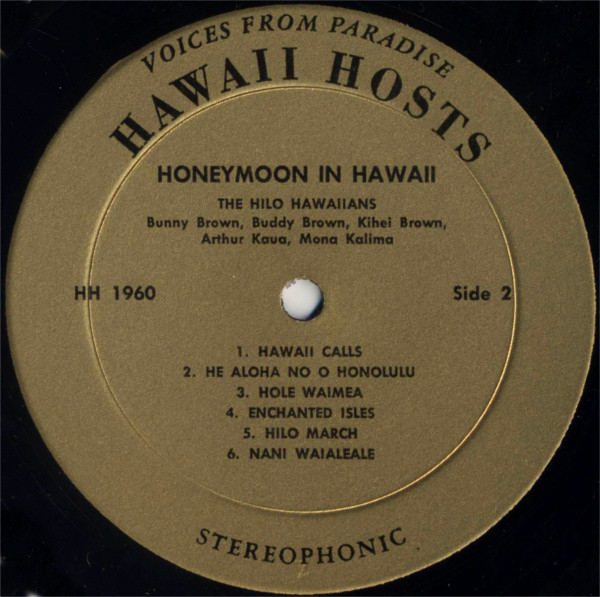 VOICES FROM PARADISE
HAWAII HOSTS
HONEYMOON IN HAWAII
THE HILO HAWAIIANS
Bunny Brown, Buddy Brown, Kihei Brown,
Arthur Kaua, Mona Kalima
HH 1960
Side 2
1. HAWAII CALLS
2. HE ALOHA NO O HONOLULU
3. HOLE WAIMEA
4. ENCHANTED ISLES
5. HILO MARCH
6. NANI WAIALEALE
STEREOPHONIC